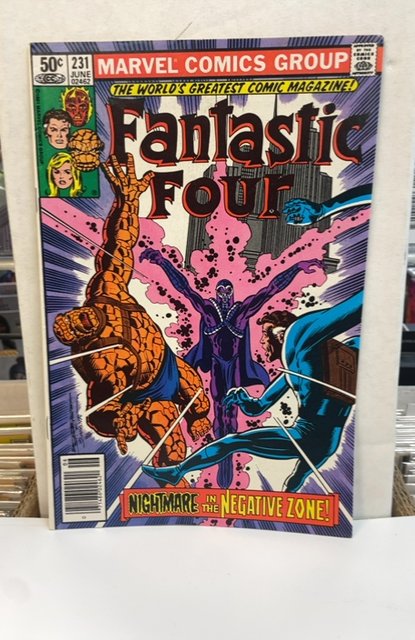 50¢
231
JUNE
02462
MARVEL COMICS GROUP
APPROVED BY THE COMICS CODE AUTHORITY
THE WORLD'S GREATEST COMIC MAGAZINE!
Fantastic
Four
NIGHTMARE IN THE NEGATIVE ZONE!